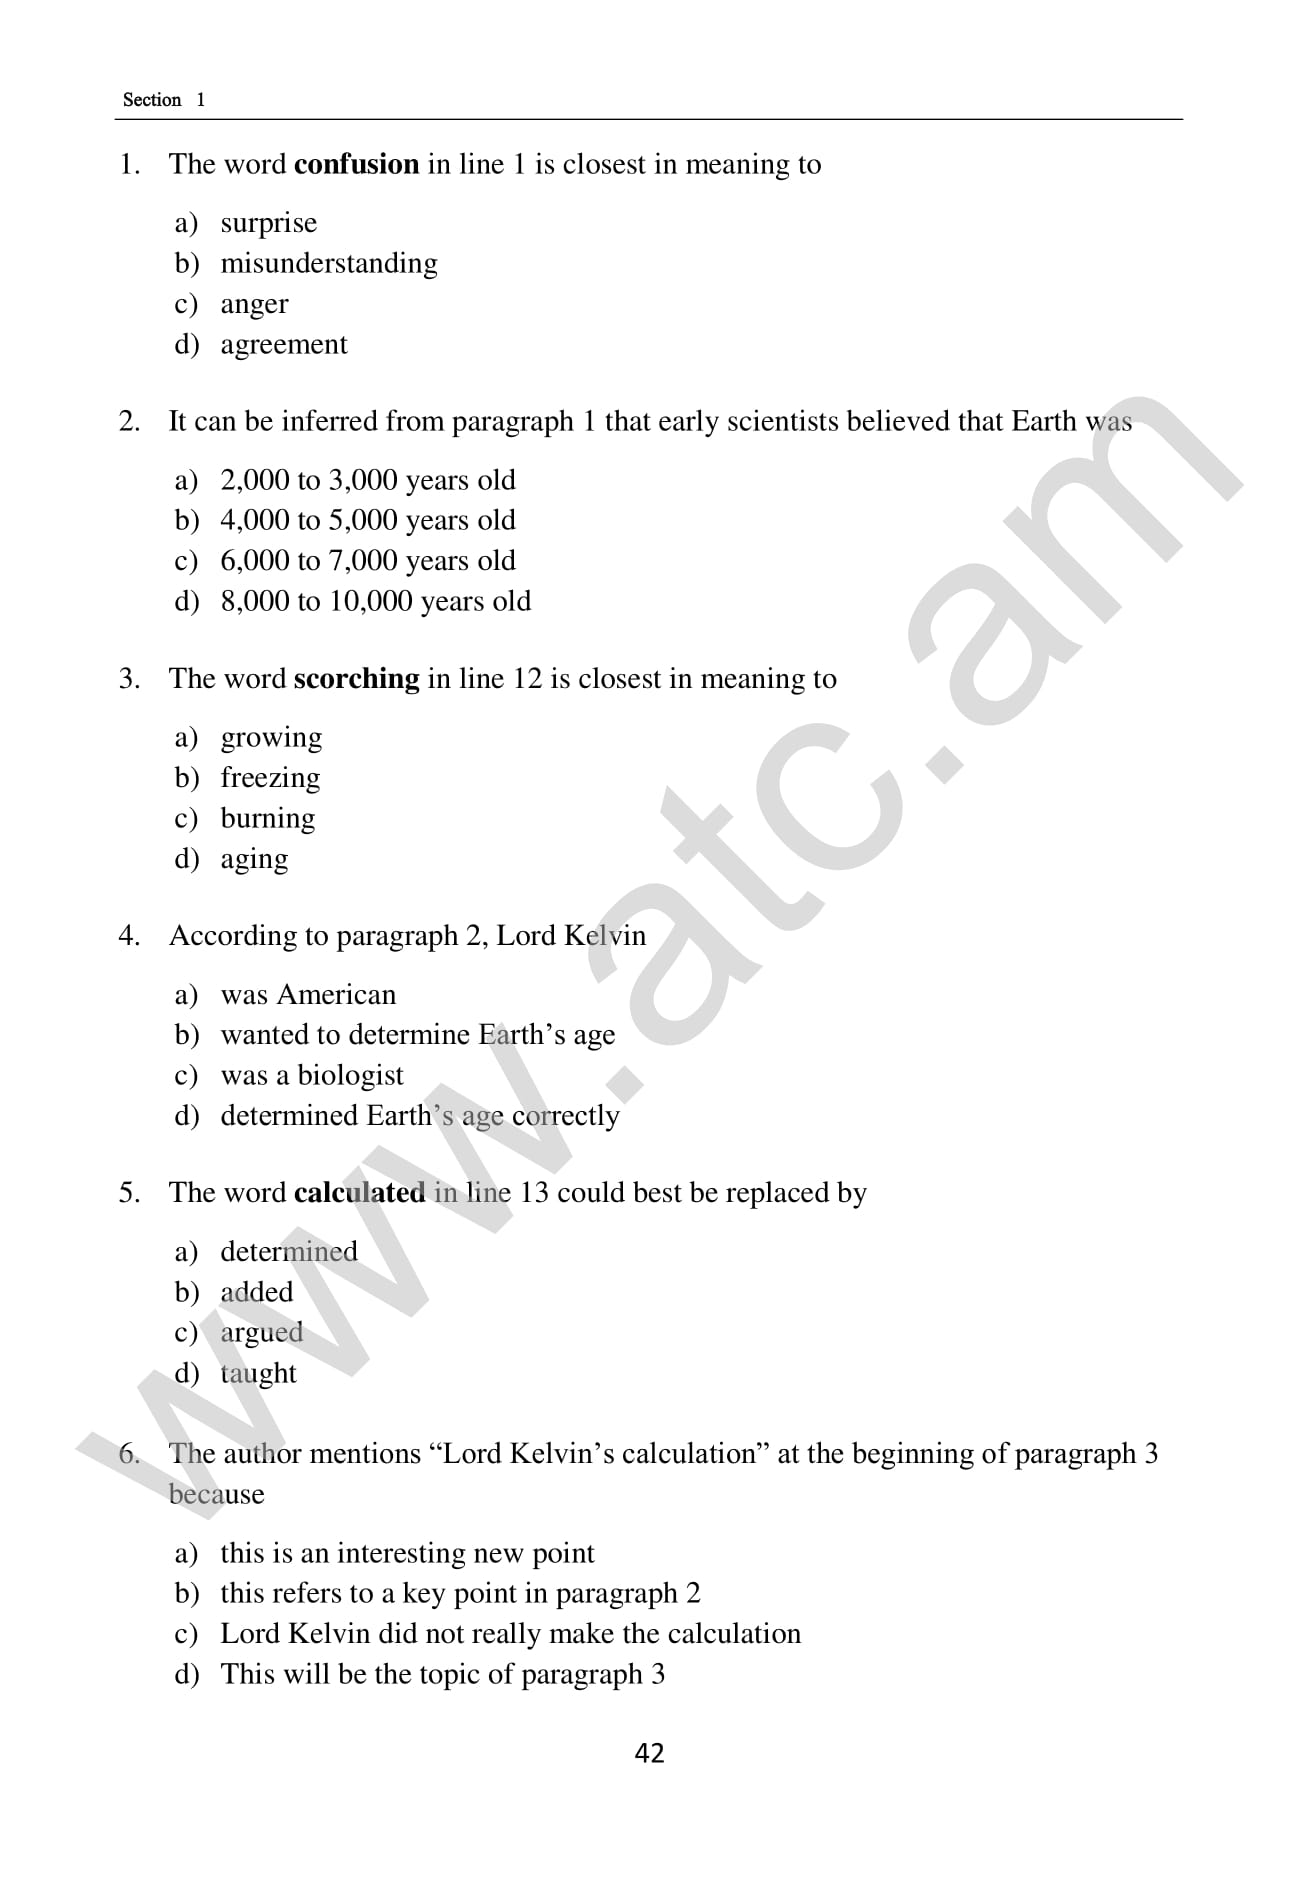 Section 1
1. The word confusion in line 1 is closest in meaning to
a) surprise
b) misunderstanding
c) anger
d) agreement
2. It can be inferred from paragraph 1 that early scientists believed that Earth was
a) 2,000 to 3,000 years old
b) 4,000 to 5,000 years old
c) 6,000 to 7,000 years old
d) 8,000 to 10,000 years old
3. The word scorching in line 12 is closest in meaning to
a) growing
b) freezing
c) burning
d) aging
4. According to paragraph 2, Lord Kelvin
a) was American
b) wanted to determine Earth’s age
c) was a biologist
d) determined Earth’s age correctly
5. The word calculated in line 13 could best be replaced by
a) determined
b) added
c) argued
d) taught
6. The author mentions “Lord Kelvin’s calculation” at the beginning of paragraph 3
because
a) this is an interesting new point
b) this refers to a key point in paragraph 2
c) Lord Kelvin did not really make the calculation
d) This will be the topic of paragraph 3
42
www.atc.am